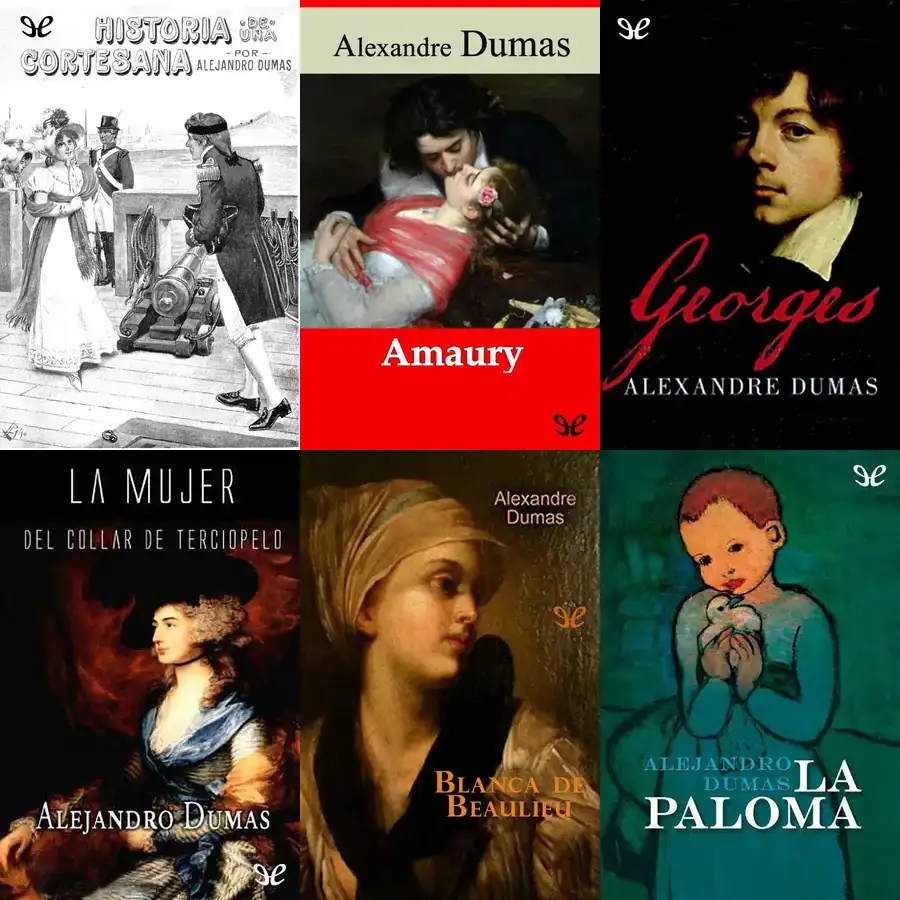 HISTORIA DE UNA
CORTESANA POR ALEJANDRO DUMAS
Alexandre Dumas
Amaury
Georges
ALEXANDRE DUMAS
LA MUJER
DEL COLLAR DE TERCIOPELO
ALEJANDRO DUMAS
Alexandre
Dumas
BLANCA DE
BEAULIEU
ALEJANDRO
DUMAS
LA
PALOMA